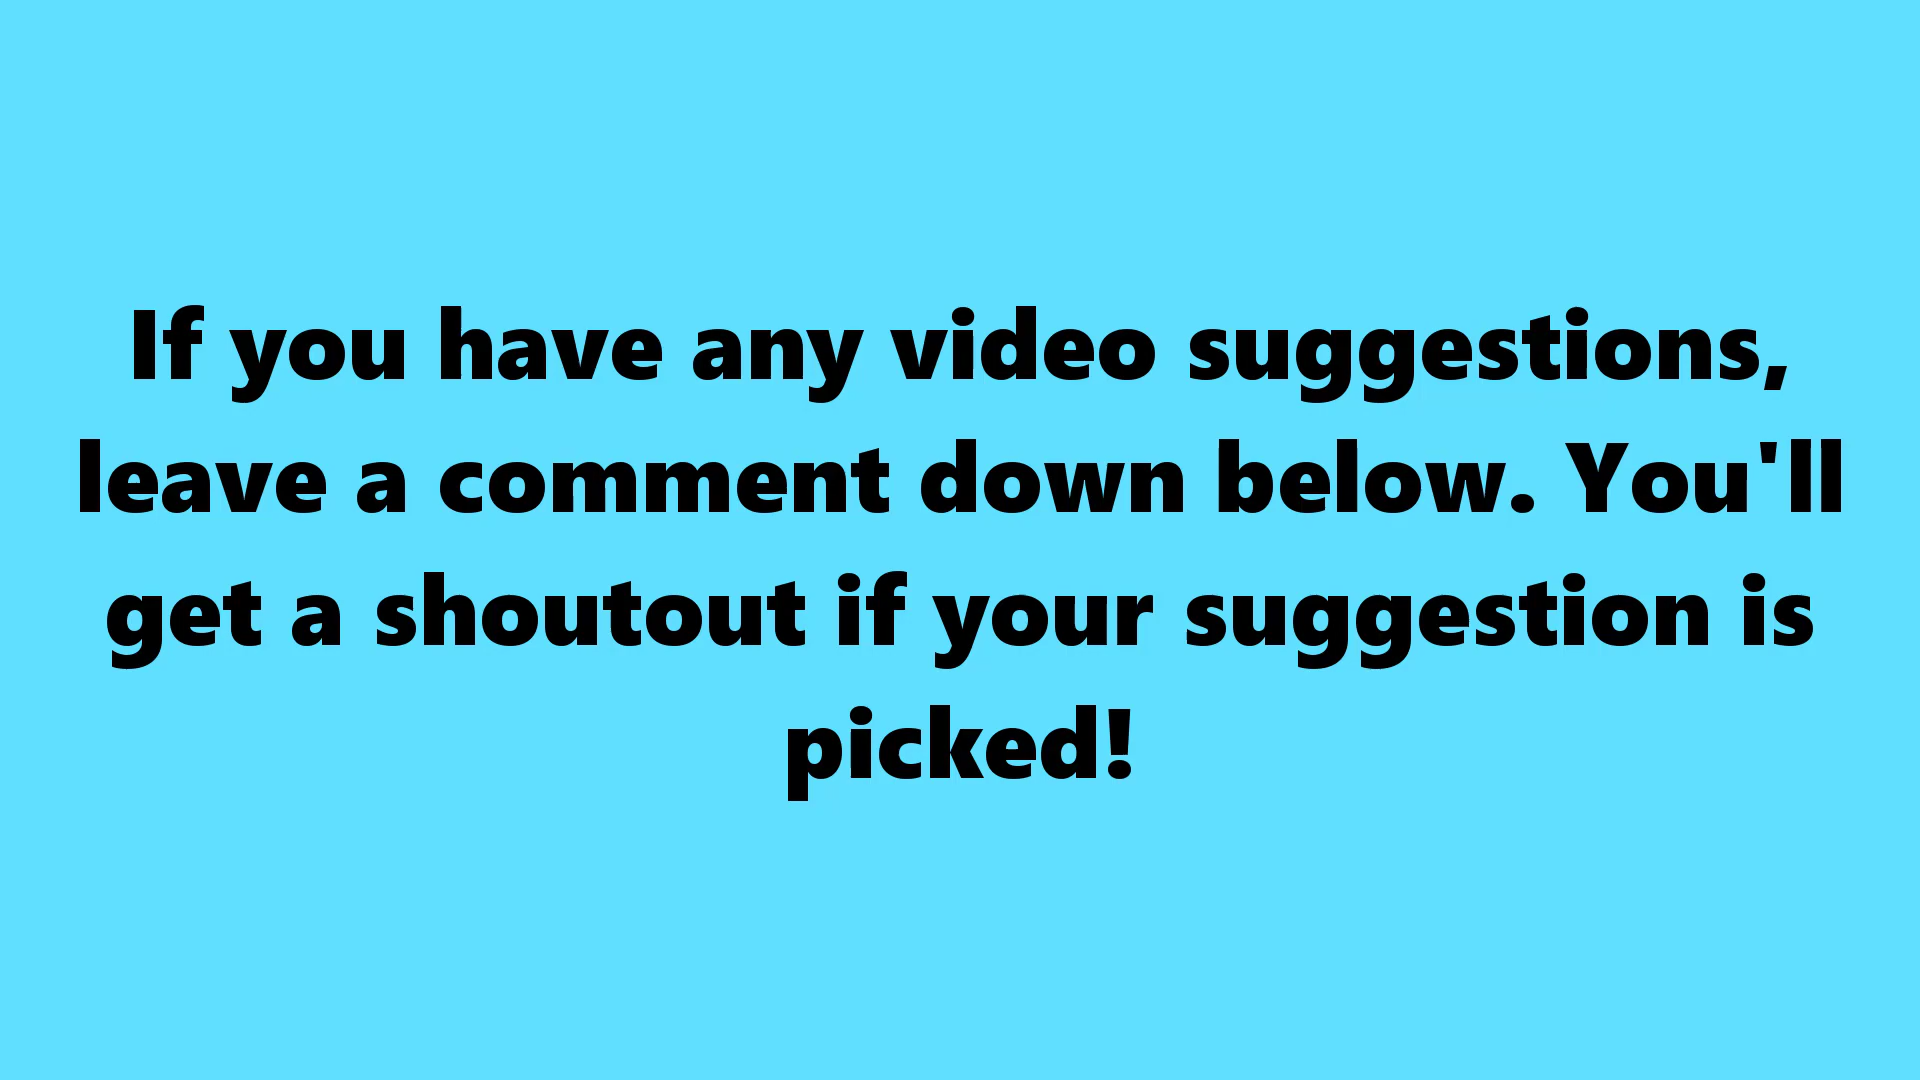 If you have any video suggestions,
leave a comment down below. You'll
get a shoutout if your suggestion is
picked!